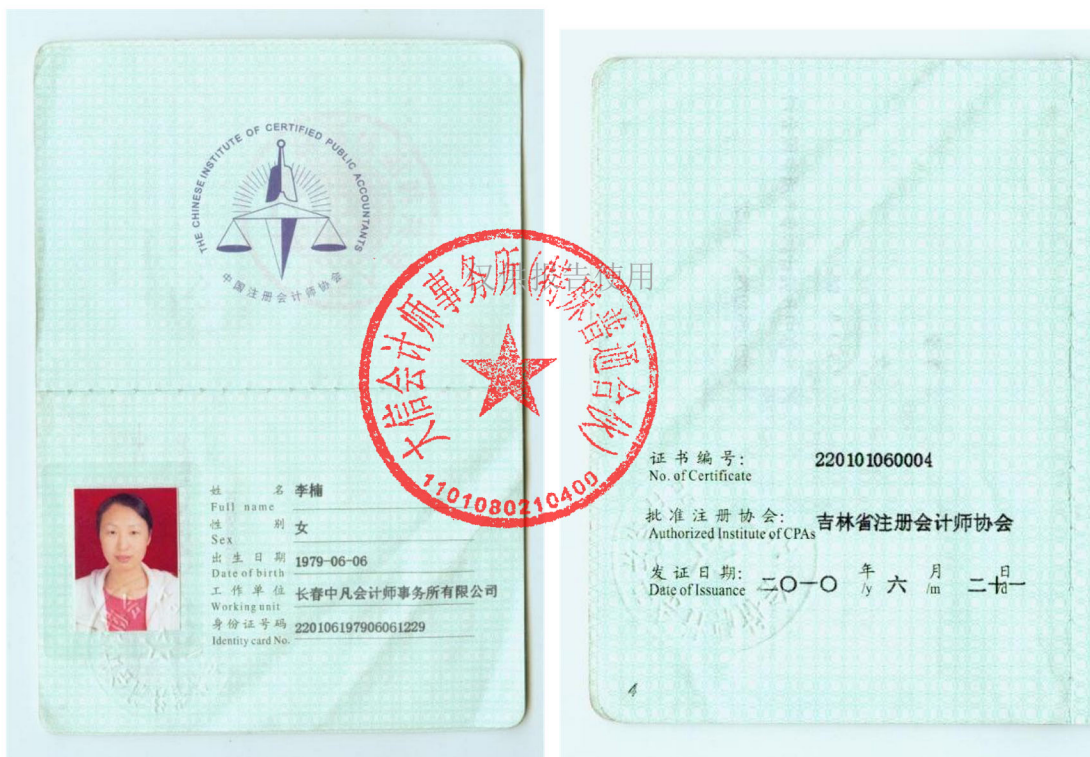 THE CHINESE INSTITUTE OF CERTIFIED PUBLIC ACCOUNTANTS
中国注册会计师协会
仅供报告使用
大信会计师事务所(特殊普通合伙)
1101080210400
姓 名 李楠
Full name
性 别 女
Sex
出生日期 1979-06-06
Date of birth
工作单位 长春中凡会计师事务所有限公司
Working unit
身份证号码 220106197906061229
Identity card No.
证书编号: 220101060004
No. of Certificate
批准注册协会: 吉林省注册会计师协会
Authorized Institute of CPAs
发证日期: 二〇一〇 年 六 月 二十一 日
Date of Issuance /y /m /d